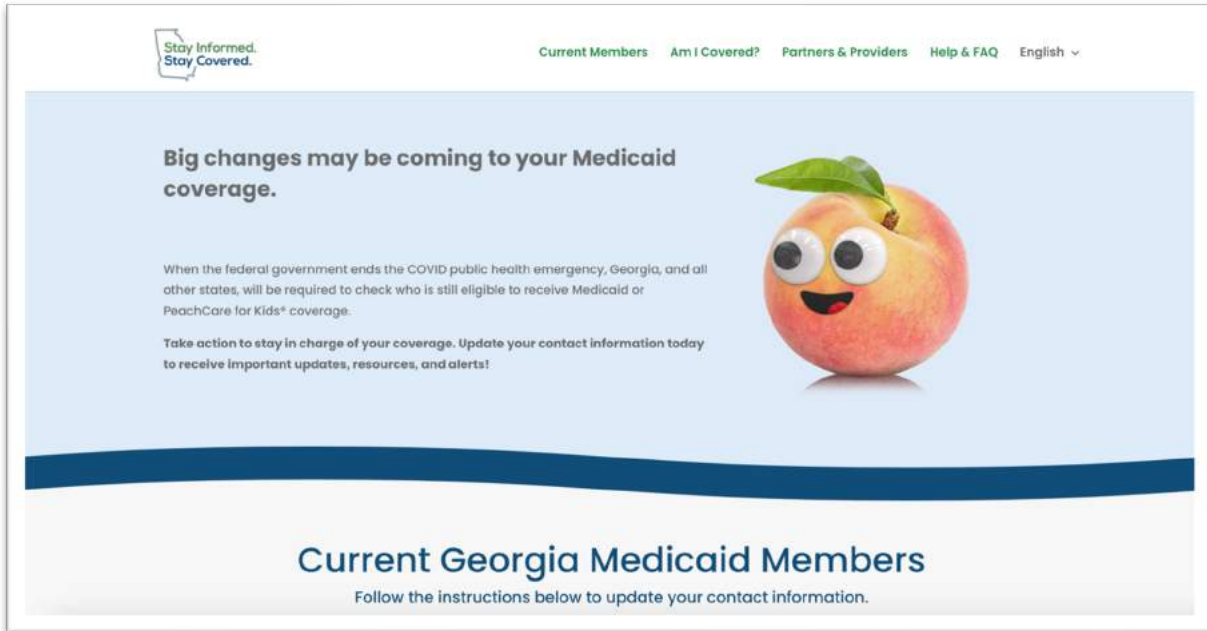 Stay Informed.
Stay Covered.
Current Members Am I Covered? Partners & Providers Help & FAQ English
Big changes may be coming to your Medicaid
coverage.
When the federal government ends the COVID public health emergency, Georgia, and all
other states, will be required to check who is still eligible to receive Medicaid or
PeachCare for Kids® coverage.
Take action to stay in charge of your coverage. Update your contact information today
to receive important updates, resources, and alerts!
Current Georgia Medicaid Members
Follow the instructions below to update your contact information.